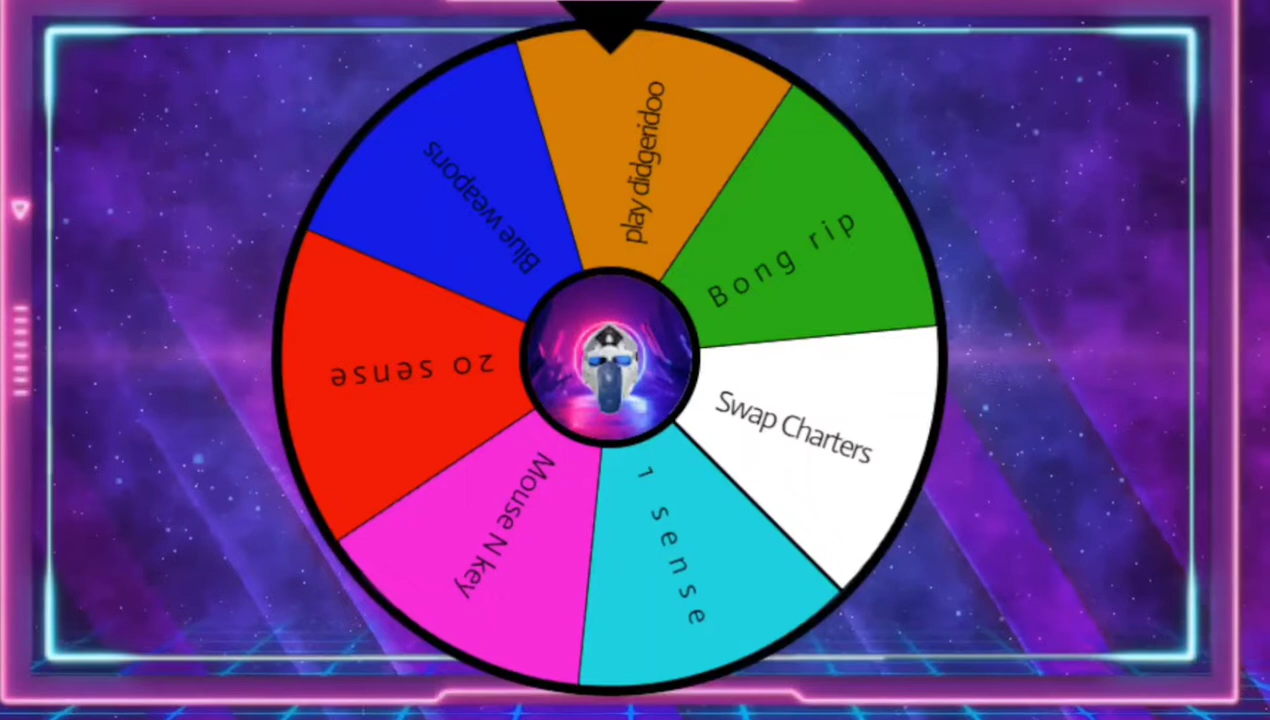 play didgeridoo
Bong rip
Swap Charters
1 sense
Mouse N key
20 sense
Blue weapons